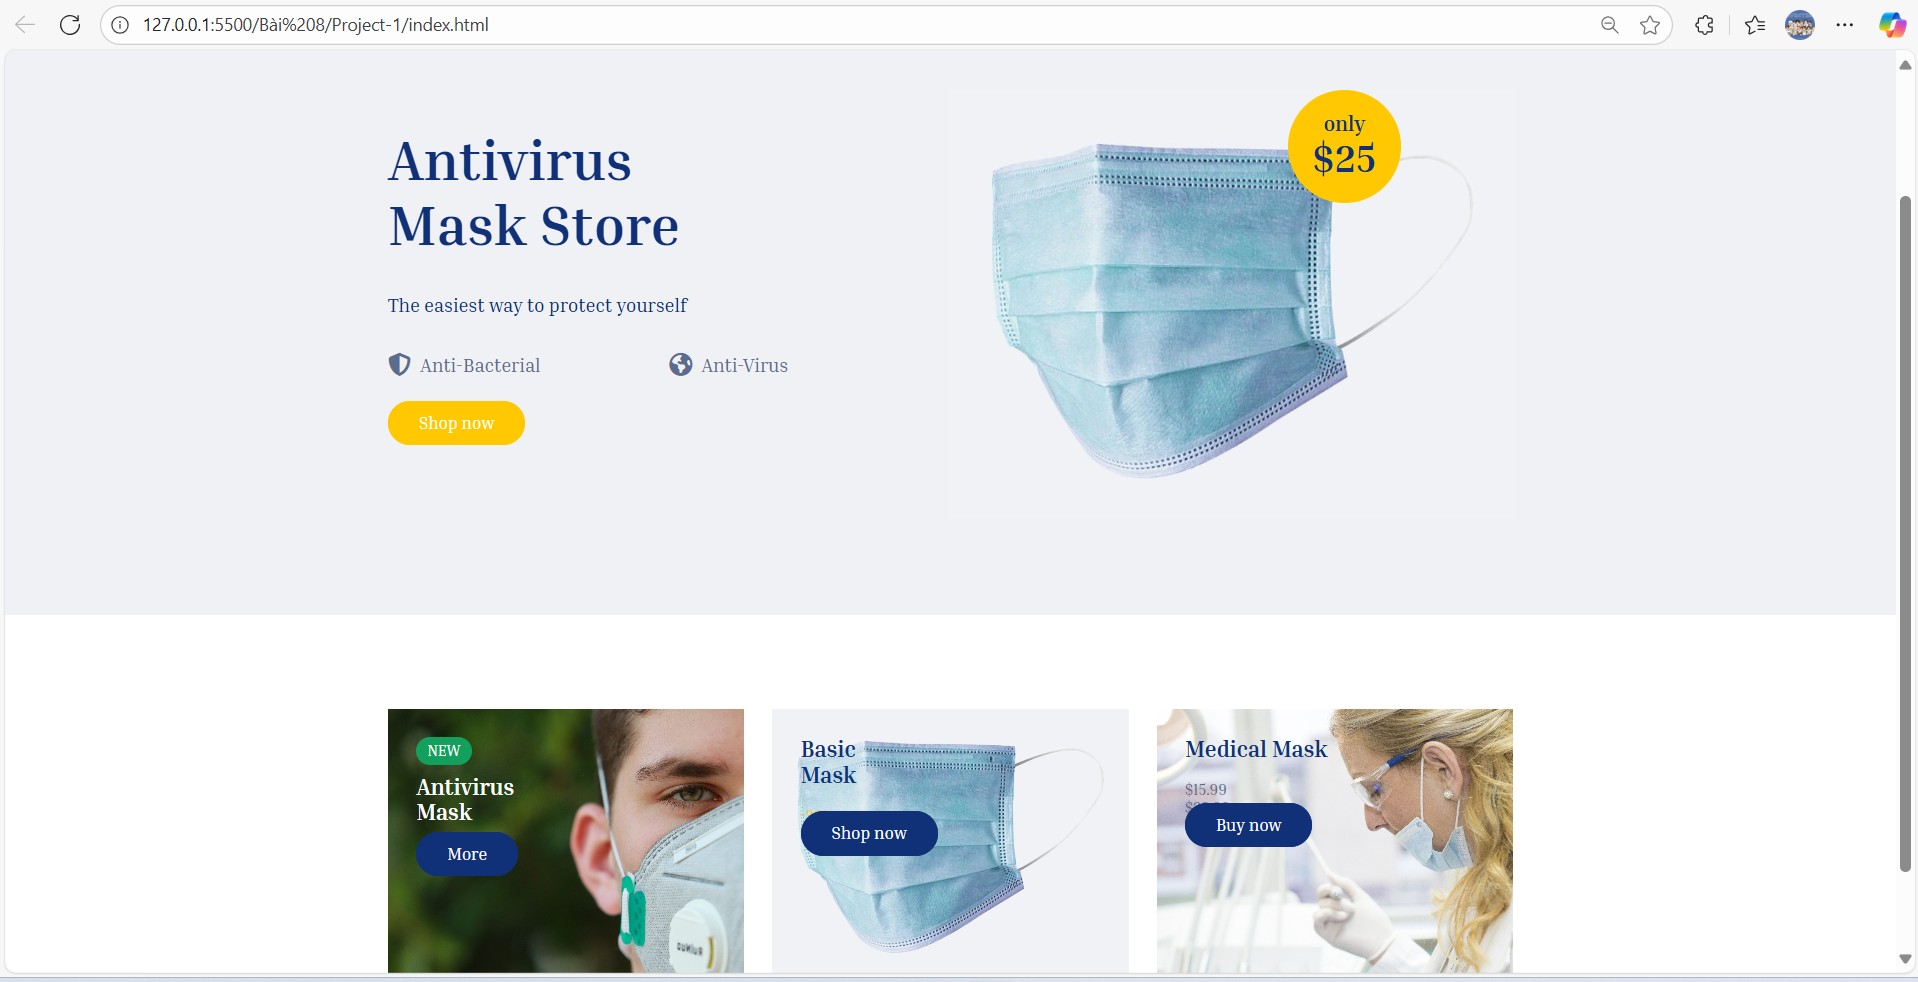 127.0.0.1:5500/Bài%208/Project-1/index.html
only
$25
Antivirus
Mask Store
The easiest way to protect yourself
Anti-Bacterial
Anti-Virus
Shop now
NEW
Antivirus
Mask
More
Basic
Mask
Shop now
Medical Mask
$15.99
Buy now